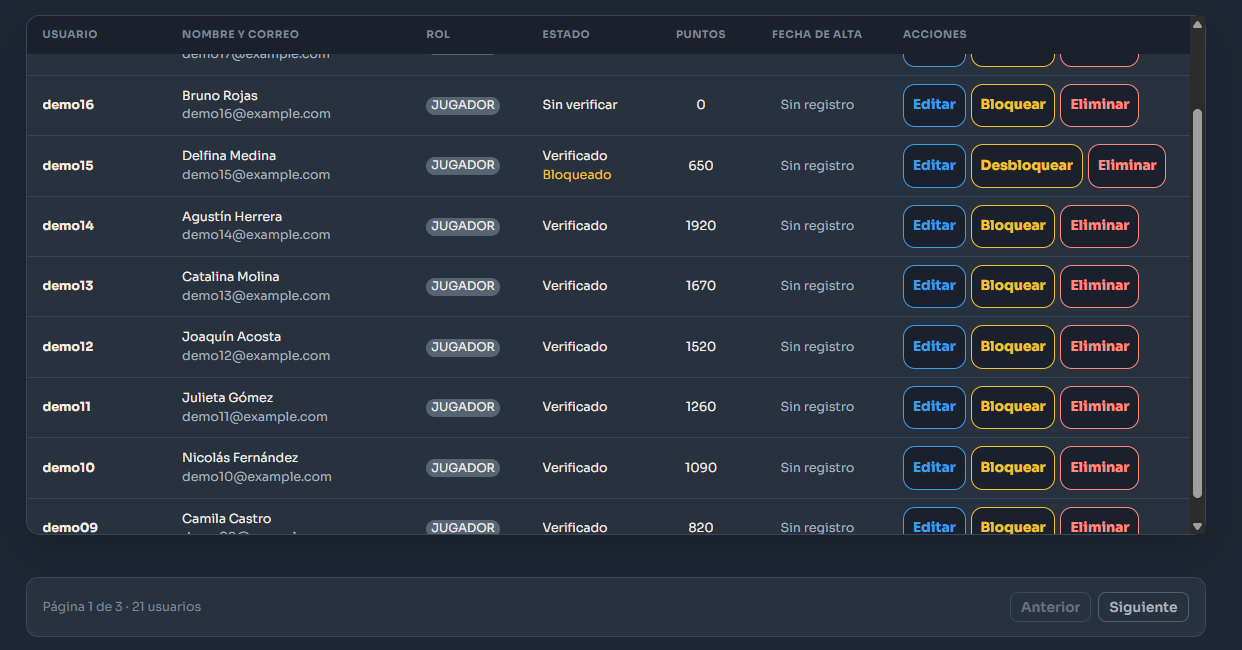 USUARIO NOMBRE Y CORREO ROL ESTADO PUNTOS FECHA DE ALTA ACCIONES
demo17@example.com
demo16 Bruno Rojas JUGADOR Sin verificar 0 Sin registro Editar Bloquear Eliminar
demo16@example.com
demo15 Delfina Medina JUGADOR Verificado 650 Sin registro Editar Desbloquear Eliminar
demo15@example.com Bloqueado
demo14 Agustín Herrera JUGADOR Verificado 1920 Sin registro Editar Bloquear Eliminar
demo14@example.com
demo13 Catalina Molina JUGADOR Verificado 1670 Sin registro Editar Bloquear Eliminar
demo13@example.com
demo12 Joaquín Acosta JUGADOR Verificado 1520 Sin registro Editar Bloquear Eliminar
demo12@example.com
demo11 Julieta Gómez JUGADOR Verificado 1260 Sin registro Editar Bloquear Eliminar
demo11@example.com
demo10 Nicolás Fernández JUGADOR Verificado 1090 Sin registro Editar Bloquear Eliminar
demo10@example.com
demo09 Camila Castro JUGADOR Verificado 820 Sin registro Editar Bloquear Eliminar
Página 1 de 3 · 21 usuarios Anterior Siguiente